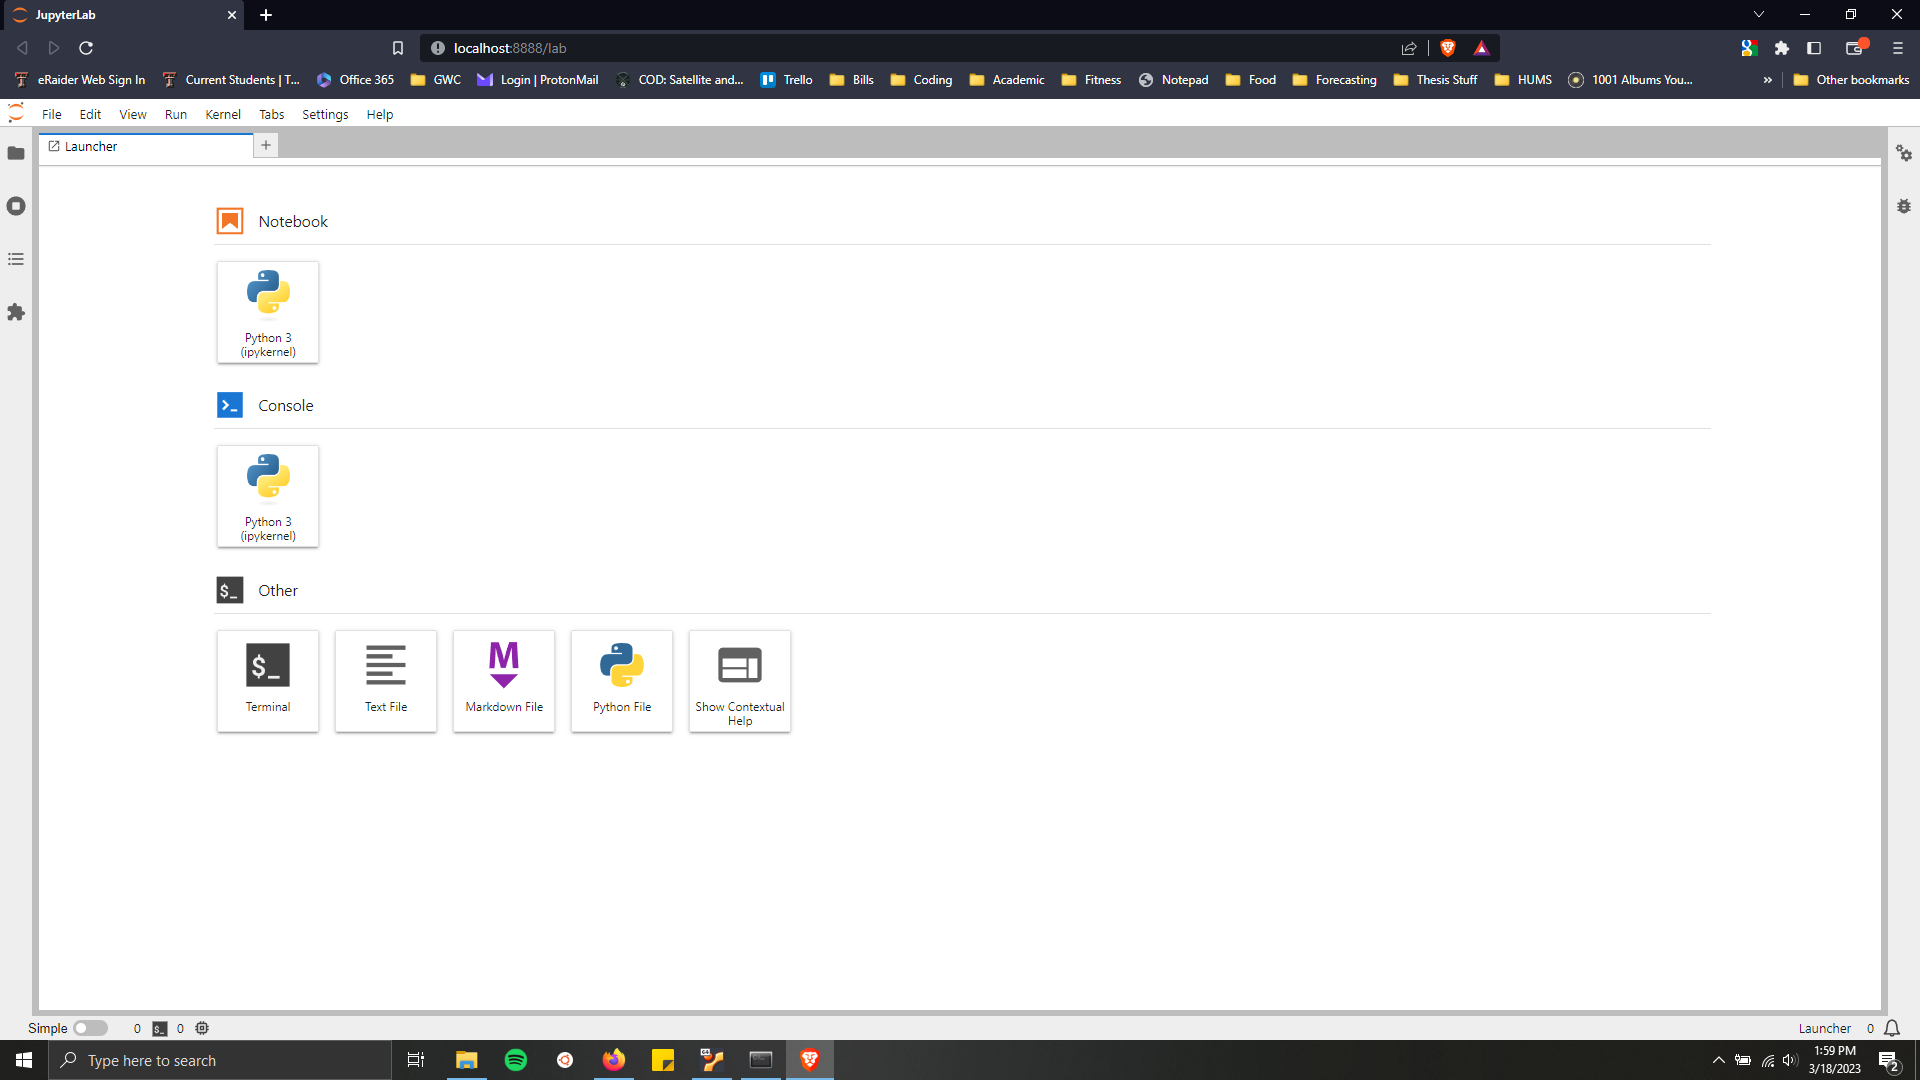 JupyterLab
localhost:8888/lab
eRaider Web Sign In
Current Students | T...
Office 365
GWC
Login | ProtonMail
COD: Satellite and...
Trello
Bills
Coding
Academic
Fitness
Notepad
Food
Forecasting
Thesis Stuff
HUMS
1001 Albums You...
»
Other bookmarks
File Edit View Run Kernel Tabs Settings Help
Launcher
Notebook
Python 3
(ipykernel)
Console
Python 3
(ipykernel)
$_ Other
$_
M
Terminal
Text File
Markdown File
Python File
Show Contextual
Help
Simple
0
$_
0
Launcher
0
Type here to search
64
1:59 PM
3/18/2023
2